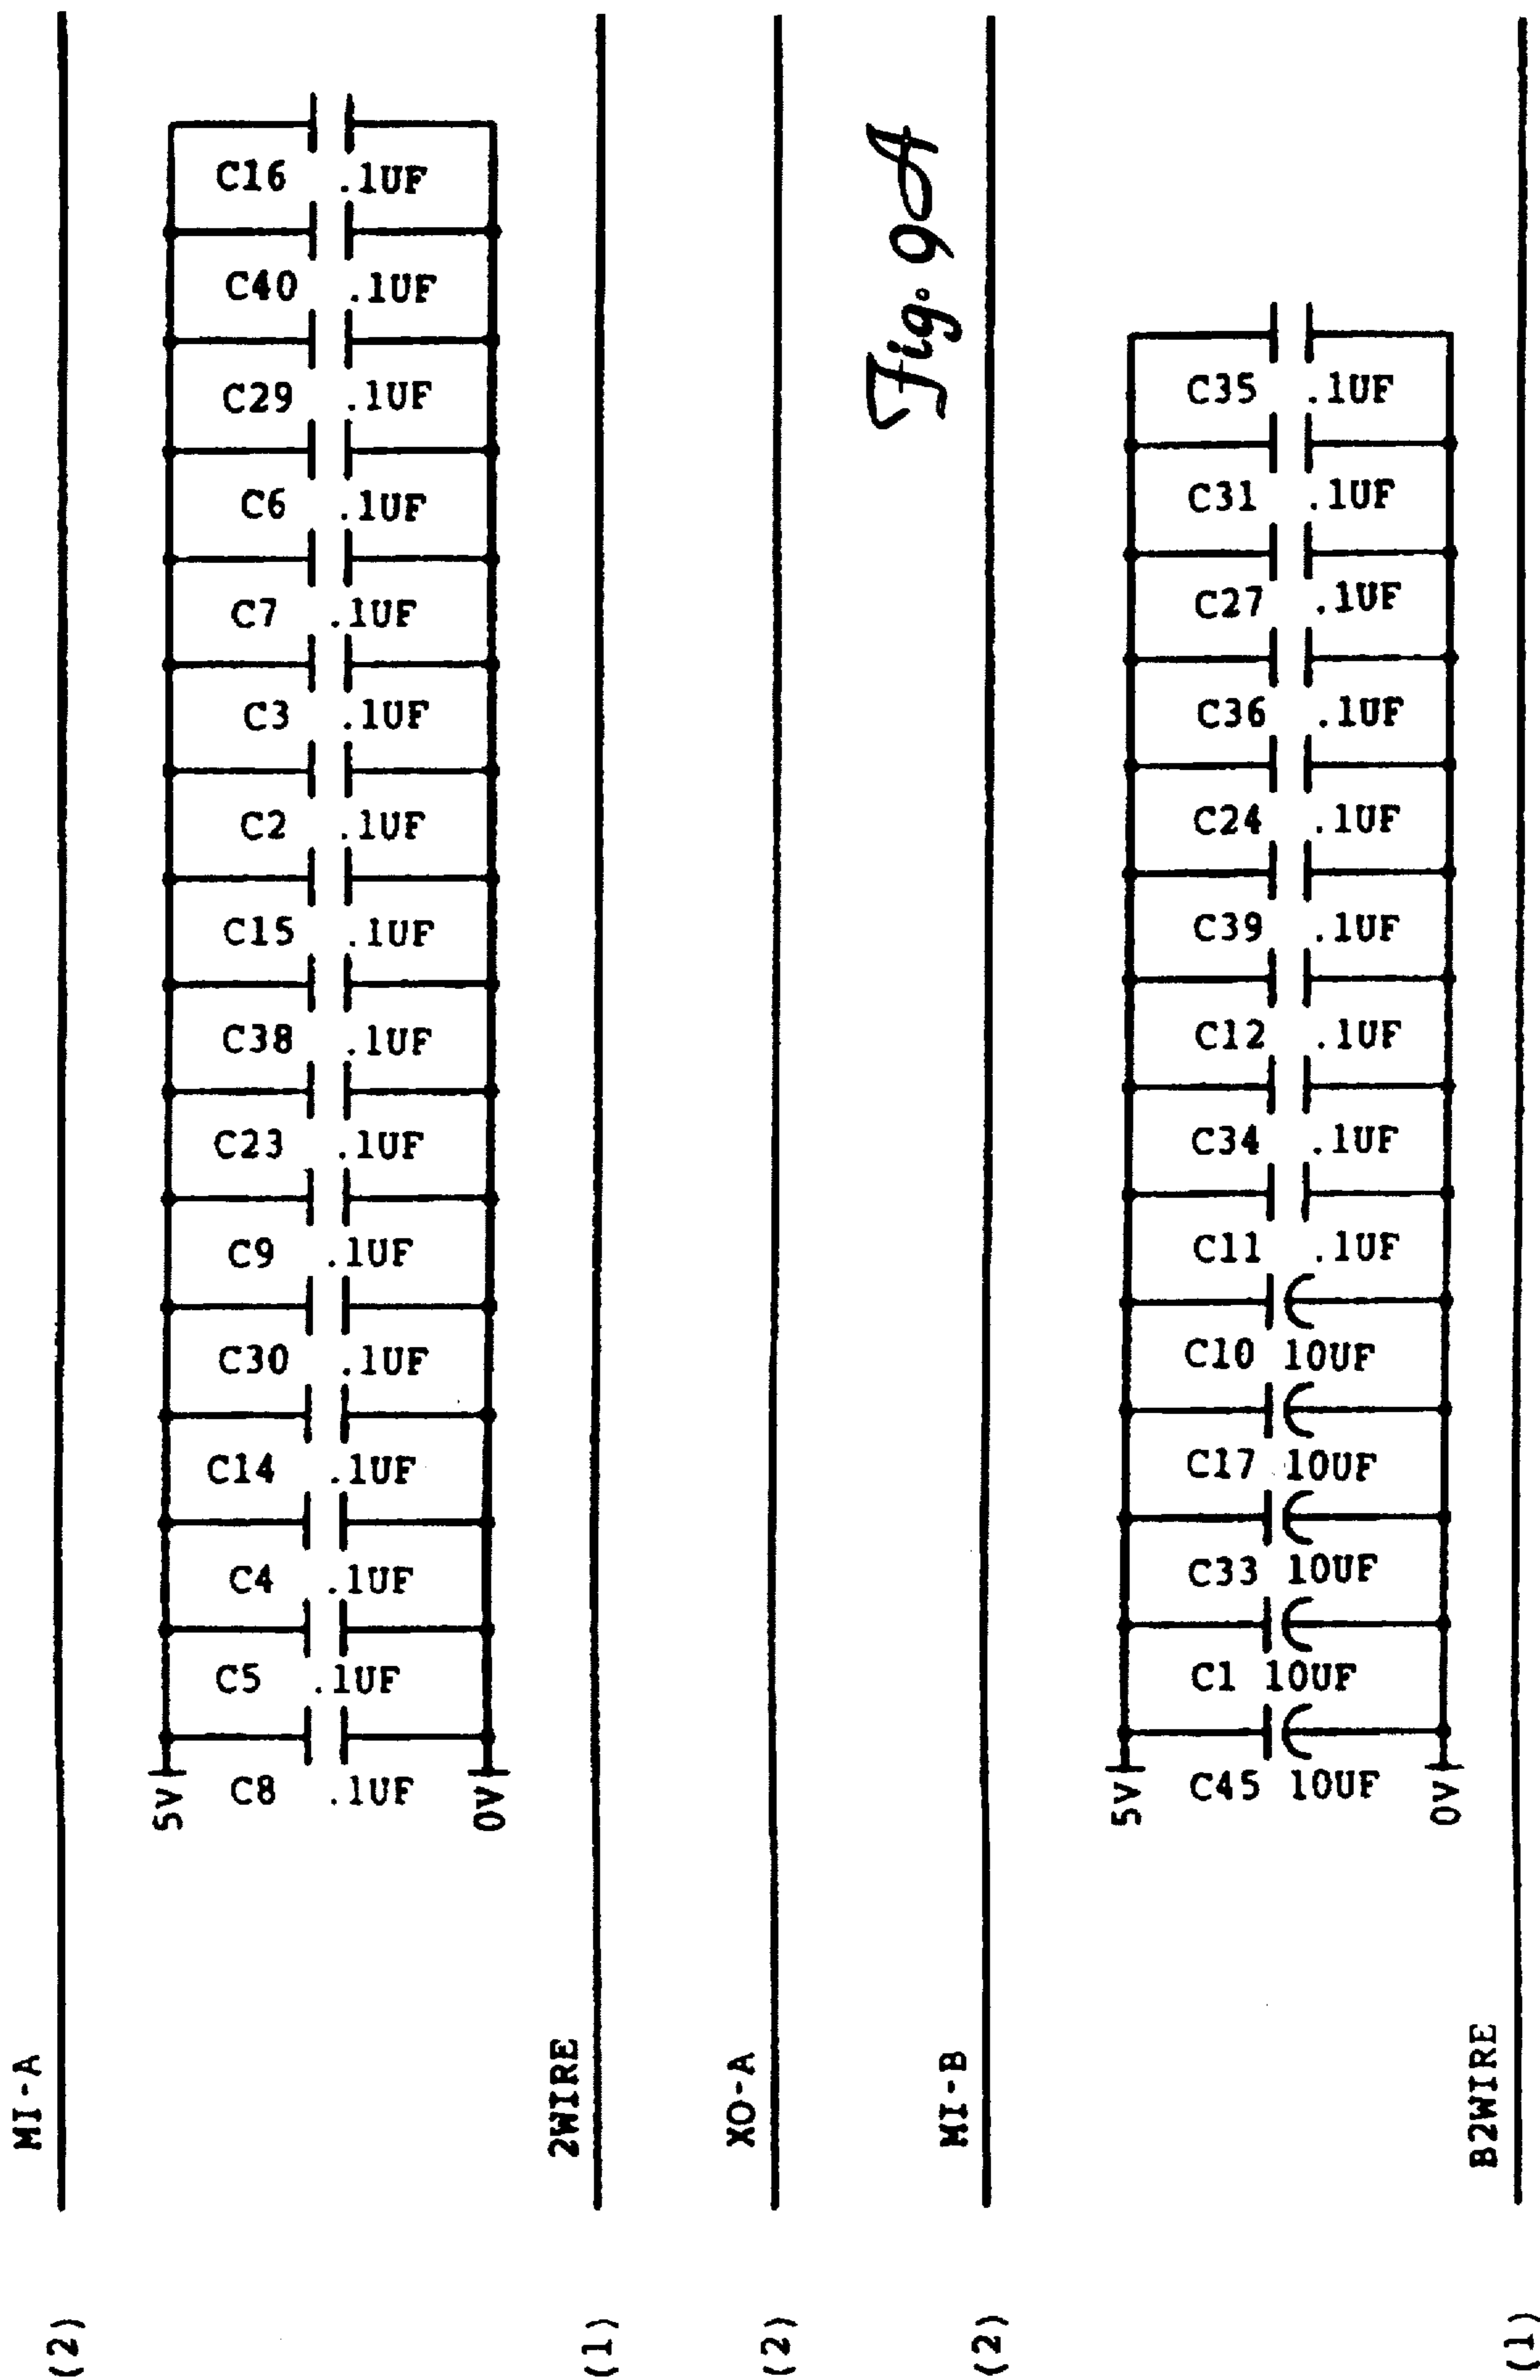 MI-A
(2)
C16 .1UF
C40 .1UF
C29 .1UF
C6 .1UF
C7 .1UF
C3 .1UF
C2 .1UF
C15 .1UF
C38 .1UF
C23 .1UF
C9 .1UF
C30 .1UF
C14 .1UF
C4 .1UF
C5 .1UF
C8 .1UF
5V
0V
2WIRE
(1)
XO-A
(2)
Fig. 9A
MI-B
(2)
C35 .1UF
C31 .1UF
C27 .1UF
C36 .1UF
C24 .1UF
C39 .1UF
C12 .1UF
C34 .1UF
C11 .1UF
C10 10UF
C17 10UF
C33 10UF
C1 10UF
C45 10UF
5V
0V
B2WIRE
(1)